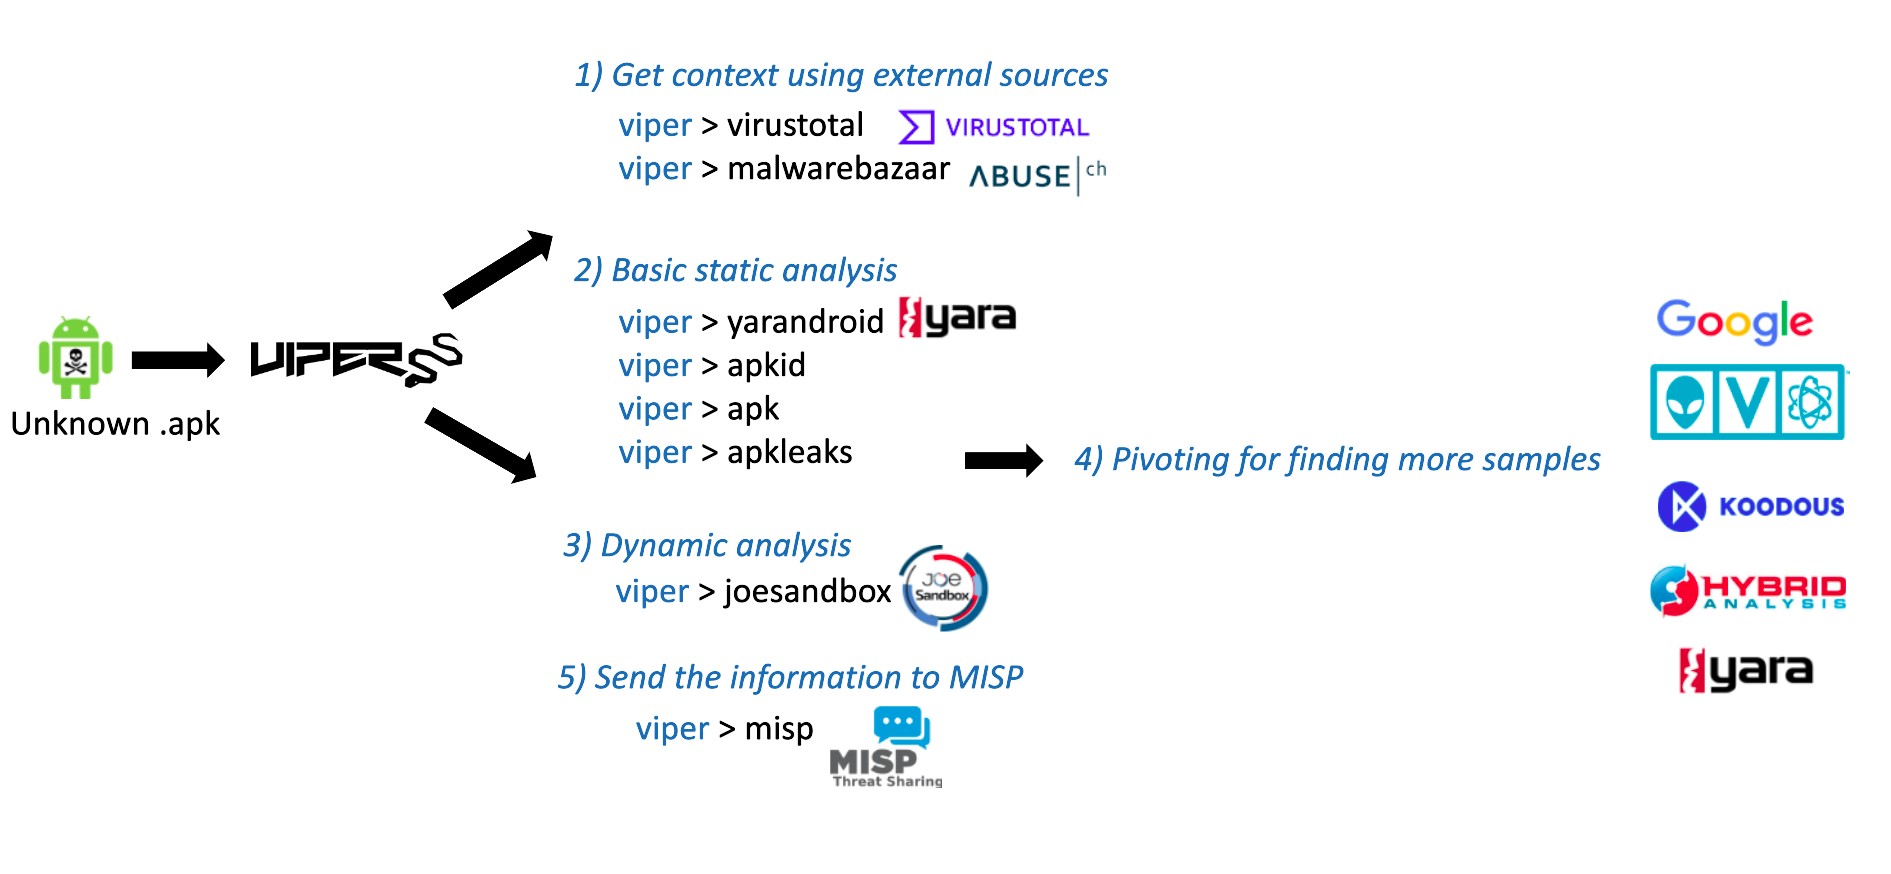 1) Get context using external sources
viper > virustotal VIRUSTOTAL
viper > malwarebazaar ABUSE|ch
2) Basic static analysis
viper > yarandroid yara
viper > apkid
viper > apk
viper > apkleaks
Unknown .apk
VIPER
3) Dynamic analysis
viper > joesandbox JOe Sandbox
5) Send the information to MISP
viper > misp
MISP
Threat Sharing
4) Pivoting for finding more samples
Google
V
KOODOUS
HYBRID
ANALYSIS
yara